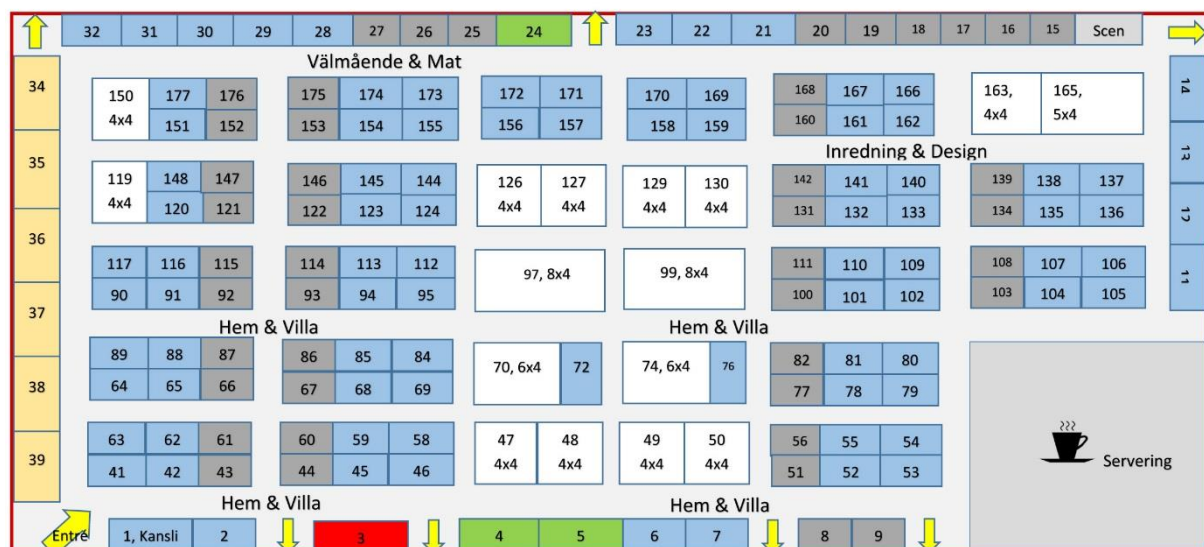 32 31 30 29 28 27 26 25 24 23 22 21 20 19 18 17 16 15 Scen
Välmående & Mat
34
150 177 176 175 174 173 172 171 170 169 168 167 166 163, 165, 14
4x4 151 152 153 154 155 156 157 158 159 160 161 162 4x4 5x4
Inredning & Design
35
119 148 147 146 145 144 126 127 129 130 142 141 140 139 138 137 13
4x4 120 121 122 123 124 4x4 4x4 4x4 4x4 131 132 133 134 135 136 12
36
117 116 115 114 113 112 97, 8x4 99, 8x4 111 110 109 108 107 106 11
90 91 92 93 94 95 100 101 102 103 104 105
37
Hem & Villa Hem & Villa
89 88 87 86 85 84 70, 6x4 72 74, 6x4 76 82 81 80
38
64 65 66 67 68 69 77 78 79
63 62 61 60 59 58 47 48 49 50 56 55 54
39
41 42 43 44 45 46 4x4 4x4 4x4 4x4 51 52 53
Servering
Hem & Villa Hem & Villa
Entré 1, Kansli 2 3 4 5 6 7 8 9